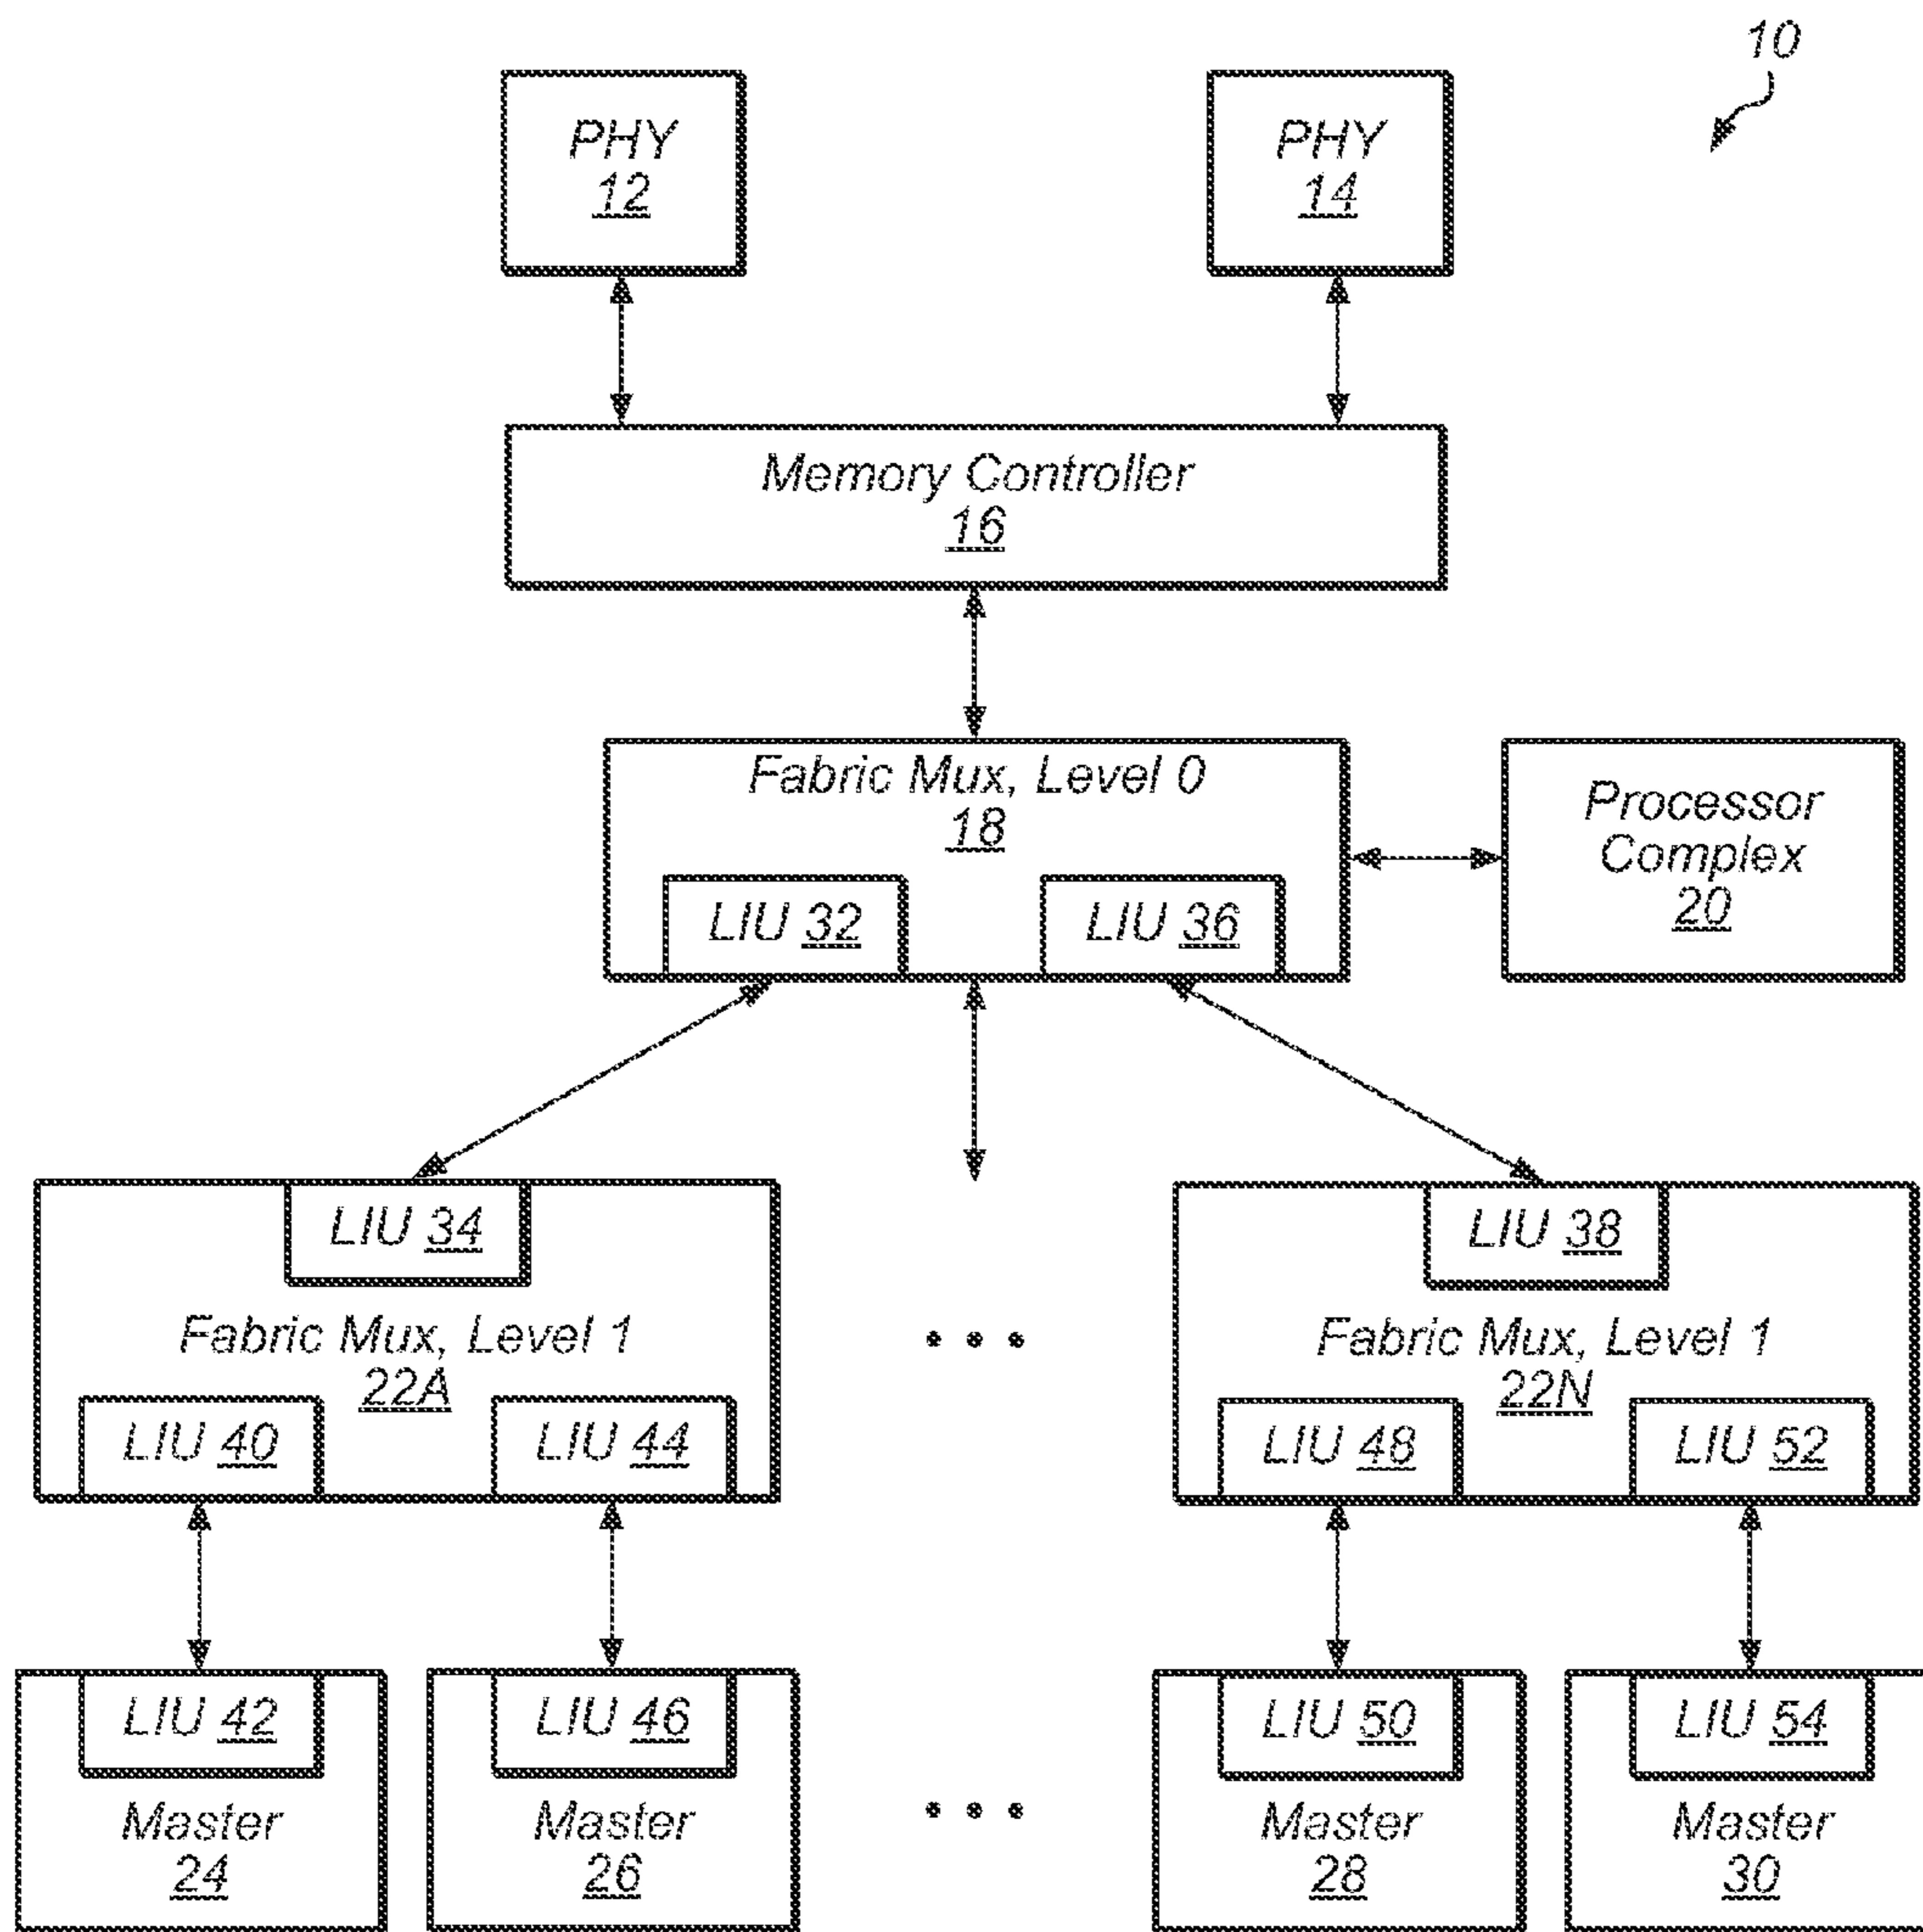 10
PHY
12
PHY
14
Memory Controller
16
Fabric Mux, Level 0
18
LIU 32
LIU 36
Processor
Complex
20
LIU 34
Fabric Mux, Level 1
22A
LIU 40
LIU 44
. . .
LIU 38
Fabric Mux, Level 1
22N
LIU 48
LIU 52
LIU 42
Master
24
LIU 46
Master
26
. . .
LIU 50
Master
28
LIU 54
Master
30